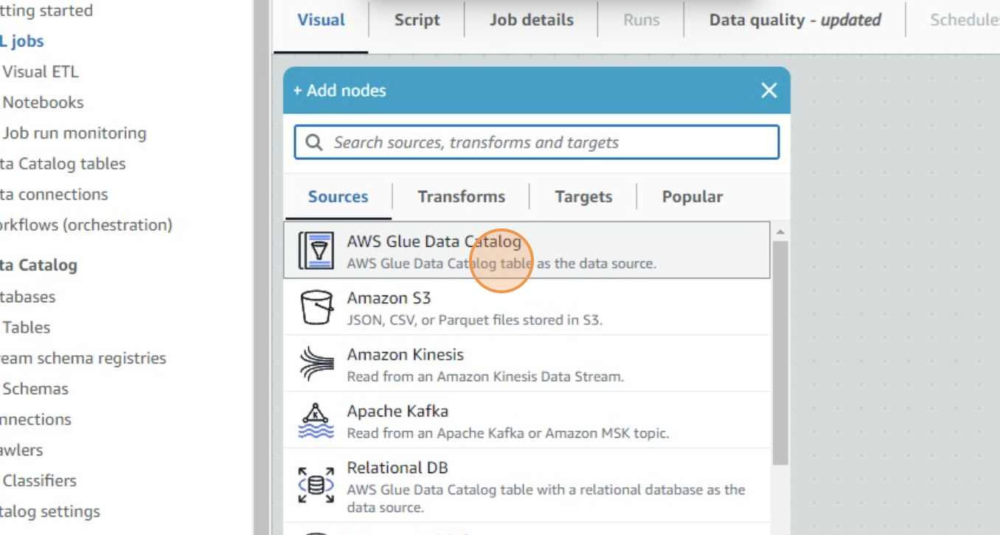 tting started
L jobs
Visual ETL
Notebooks
Job run monitoring
ta Catalog tables
ta connections
orkflows (orchestration)
ta Catalog
tabases
Tables
eam schema registries
Schemas
nnections
awlers
Classifiers
talog settings
Visual
Script
Job details
Runs
Data quality - updated
Schedules
+ Add nodes
Search sources, transforms and targets
Sources
Transforms
Targets
Popular
AWS Glue Data Catalog
AWS Glue Data Catalog table as the data source.
Amazon S3
JSON, CSV, or Parquet files stored in S3.
Amazon Kinesis
Read from an Amazon Kinesis Data Stream.
Apache Kafka
Read from an Apache Kafka or Amazon MSK topic.
Relational DB
AWS Glue Data Catalog table with a relational database as the
data source.